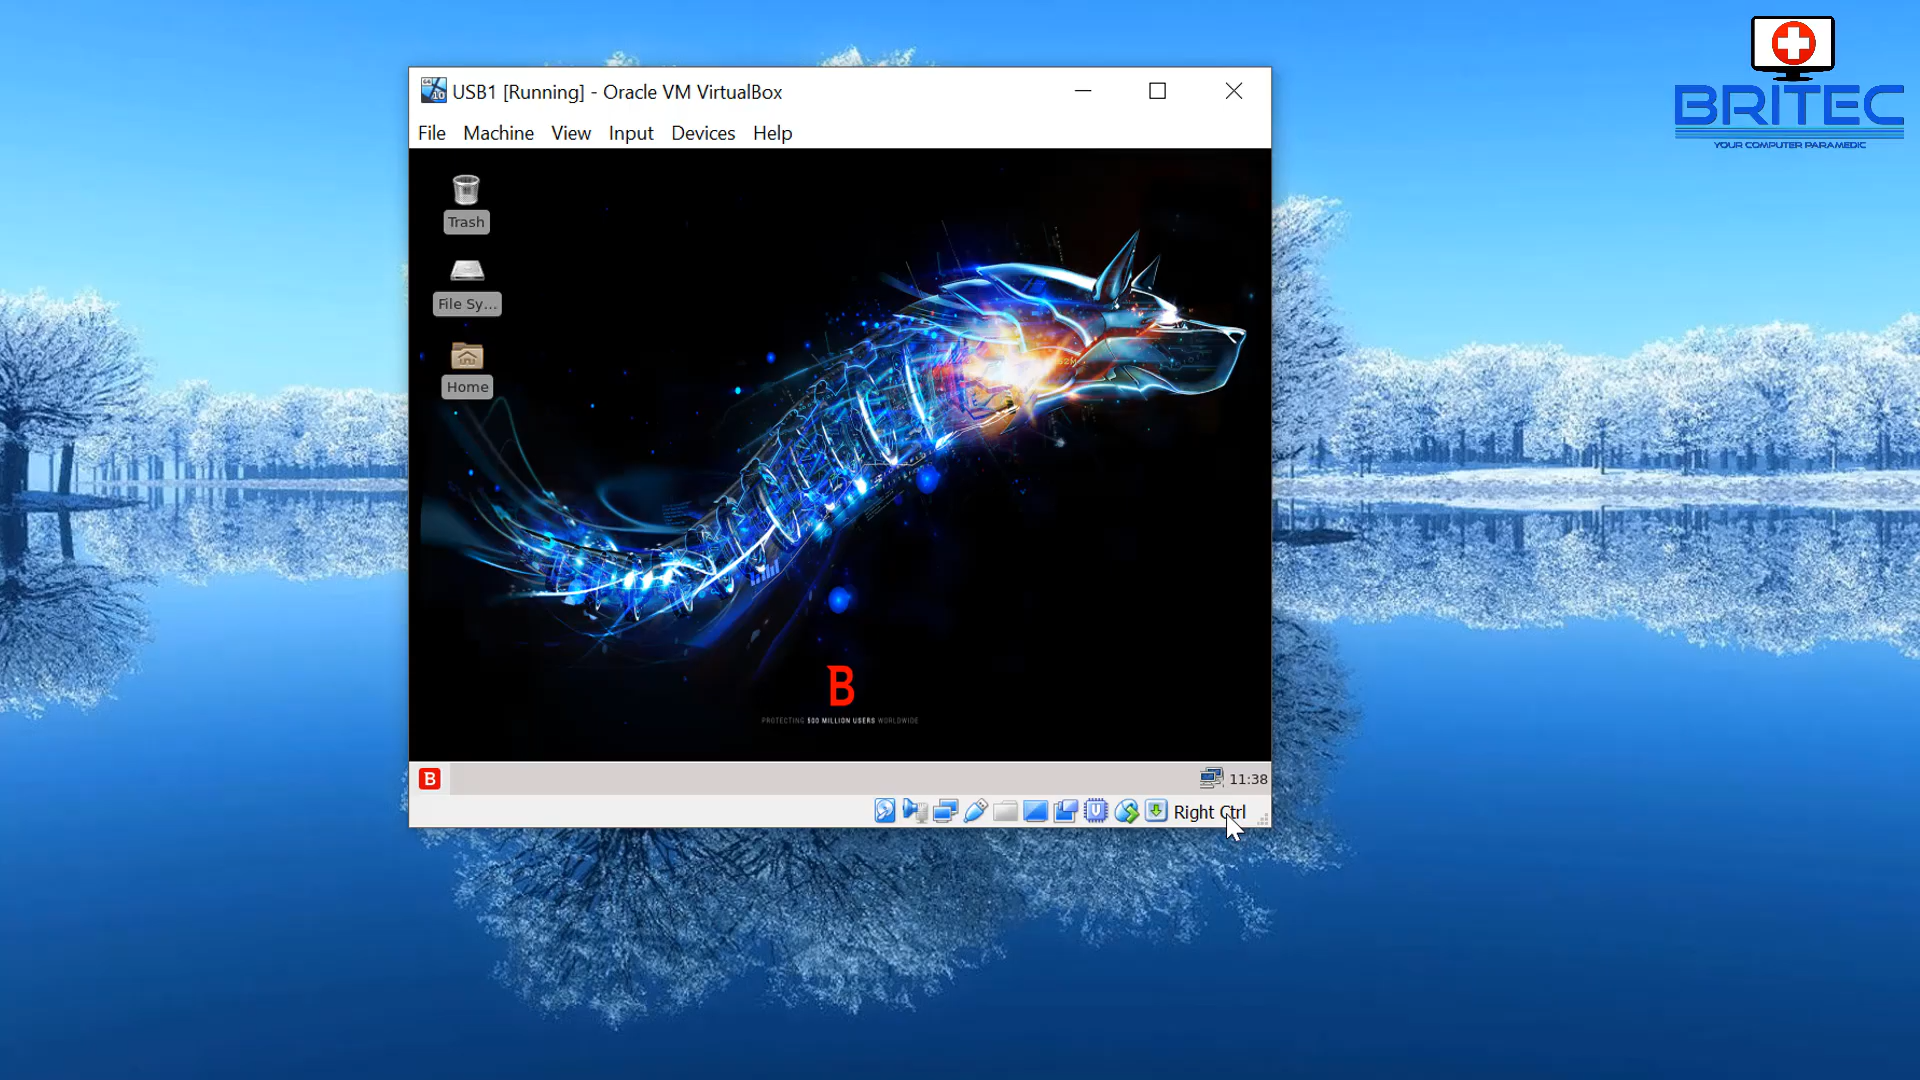 BRITEC
YOUR COMPUTER PARAMEDIC
USB1 [Running] - Oracle VM VirtualBox
File Machine View Input Devices Help
Trash
File Sy...
Home
B
PROTECTING 500 MILLION USERS WORLDWIDE
B
11:38
Right Ctrl